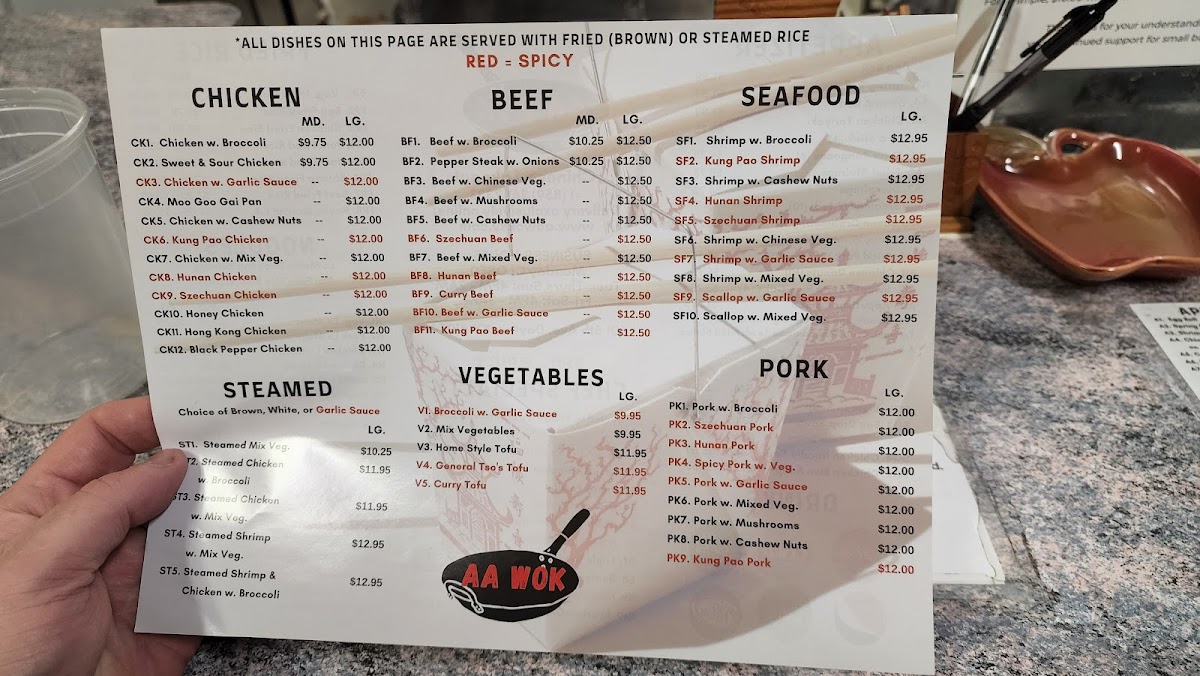 *ALL DISHES ON THIS PAGE ARE SERVED WITH FRIED (BROWN) OR STEAMED RICE
RED = SPICY
CHICKEN
MD. LG.
CK1. Chicken w. Broccoli $9.75 $12.00
CK2. Sweet & Sour Chicken $9.75 $12.00
CK3. Chicken w. Garlic Sauce -- $12.00
CK4. Moo Goo Gai Pan -- $12.00
CK5. Chicken w. Cashew Nuts -- $12.00
CK6. Kung Pao Chicken -- $12.00
CK7. Chicken w. Mix Veg. -- $12.00
CK8. Hunan Chicken -- $12.00
CK9. Szechuan Chicken -- $12.00
CK10. Honey Chicken -- $12.00
CK11. Hong Kong Chicken -- $12.00
CK12. Black Pepper Chicken -- $12.00
BEEF
MD. LG.
BF1. Beef w. Broccoli $10.25 $12.50
BF2. Pepper Steak w. Onions $10.25 $12.50
BF3. Beef w. Chinese Veg. -- $12.50
BF4. Beef w. Mushrooms -- $12.50
BF5. Beef w. Cashew Nuts -- $12.50
BF6. Szechuan Beef -- $12.50
BF7. Beef w. Mixed Veg. -- $12.50
BF8. Hunan Beef -- $12.50
BF9. Curry Beef -- $12.50
BF10. Beef w. Garlic Sauce -- $12.50
BF11. Kung Pao Beef -- $12.50
SEAFOOD
LG.
SF1. Shrimp w. Broccoli $12.95
SF2. Kung Pao Shrimp $12.95
SF3. Shrimp w. Cashew Nuts $12.95
SF4. Hunan Shrimp $12.95
SF5. Szechuan Shrimp $12.95
SF6. Shrimp w. Chinese Veg. $12.95
SF7. Shrimp w. Garlic Sauce $12.95
SF8. Shrimp w. Mixed Veg. $12.95
SF9. Scallop w. Garlic Sauce $12.95
SF10. Scallop w. Mixed Veg. $12.95
STEAMED
Choice of Brown, White, or Garlic Sauce
LG.
ST1. Steamed Mix Veg. $10.25
ST2. Steamed Chicken $11.95
w. Broccoli
ST3. Steamed Chicken
w. Mix Veg. $11.95
ST4. Steamed Shrimp $12.95
w. Mix Veg.
ST5. Steamed Shrimp & $12.95
Chicken w. Broccoli
VEGETABLES
LG.
V1. Broccoli w. Garlic Sauce $9.95
V2. Mix Vegetables $9.95
V3. Home Style Tofu $11.95
V4. General Tso's Tofu $11.95
V5. Curry Tofu $11.95
AA WOK
PORK
LG.
PK1. Pork w. Broccoli $12.00
PK2. Szechuan Pork $12.00
PK3. Hunan Pork $12.00
PK4. Spicy Pork w. Veg. $12.00
PK5. Pork w. Garlic Sauce $12.00
PK6. Pork w. Mixed Veg. $12.00
PK7. Pork w. Mushrooms $12.00
PK8. Pork w. Cashew Nuts $12.00
PK9. Kung Pao Pork $12.00
for your understanding
support for small